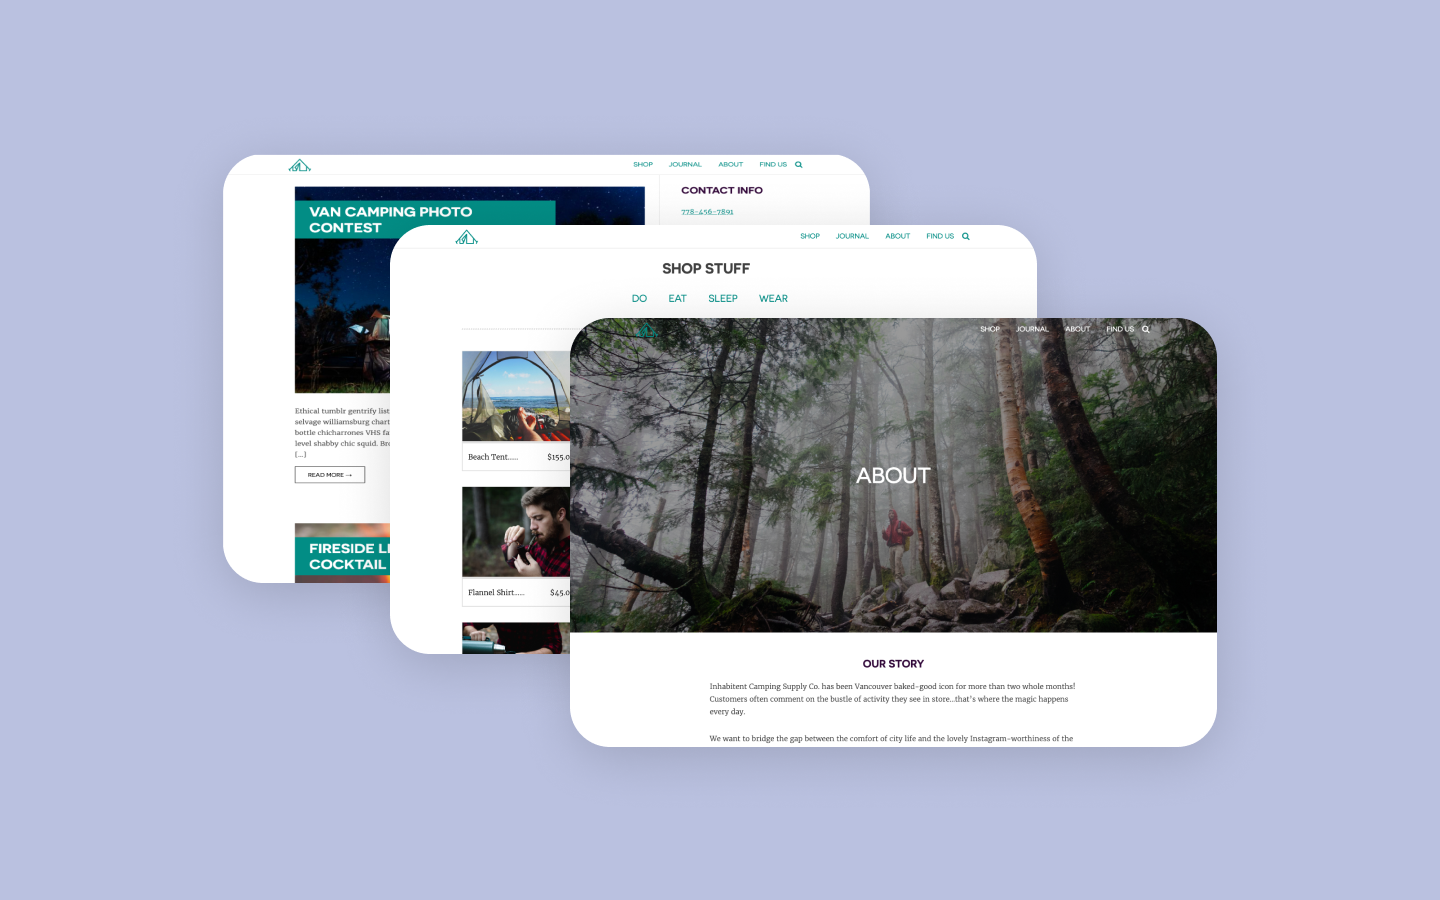 SHOP JOURNAL ABOUT FIND US
VAN CAMPING PHOTO
CONTEST
CONTACT INFO
778-456-7891
Ethical tumblr gentrify
selvage williamsburg
bottle chicharrones VHS
level shabby chic squid.
[...]
READ MORE →
FIRESIDE
COCKTAIL
SHOP JOURNAL ABOUT FIND US
SHOP STUFF
DO EAT SLEEP WEAR
Beach Tent...... $155.0
Flannel Shirt...... $45.0
SHOP JOURNAL ABOUT FIND US
ABOUT
OUR STORY
Inhabitent Camping Supply Co. has been Vancouver baked-good icon for more than two whole months!
Customers often comment on the bustle of activity they see in store...that's where the magic happens
every day.
We want to bridge the gap between the comfort of city life and the lovely Instagram-worthiness of the